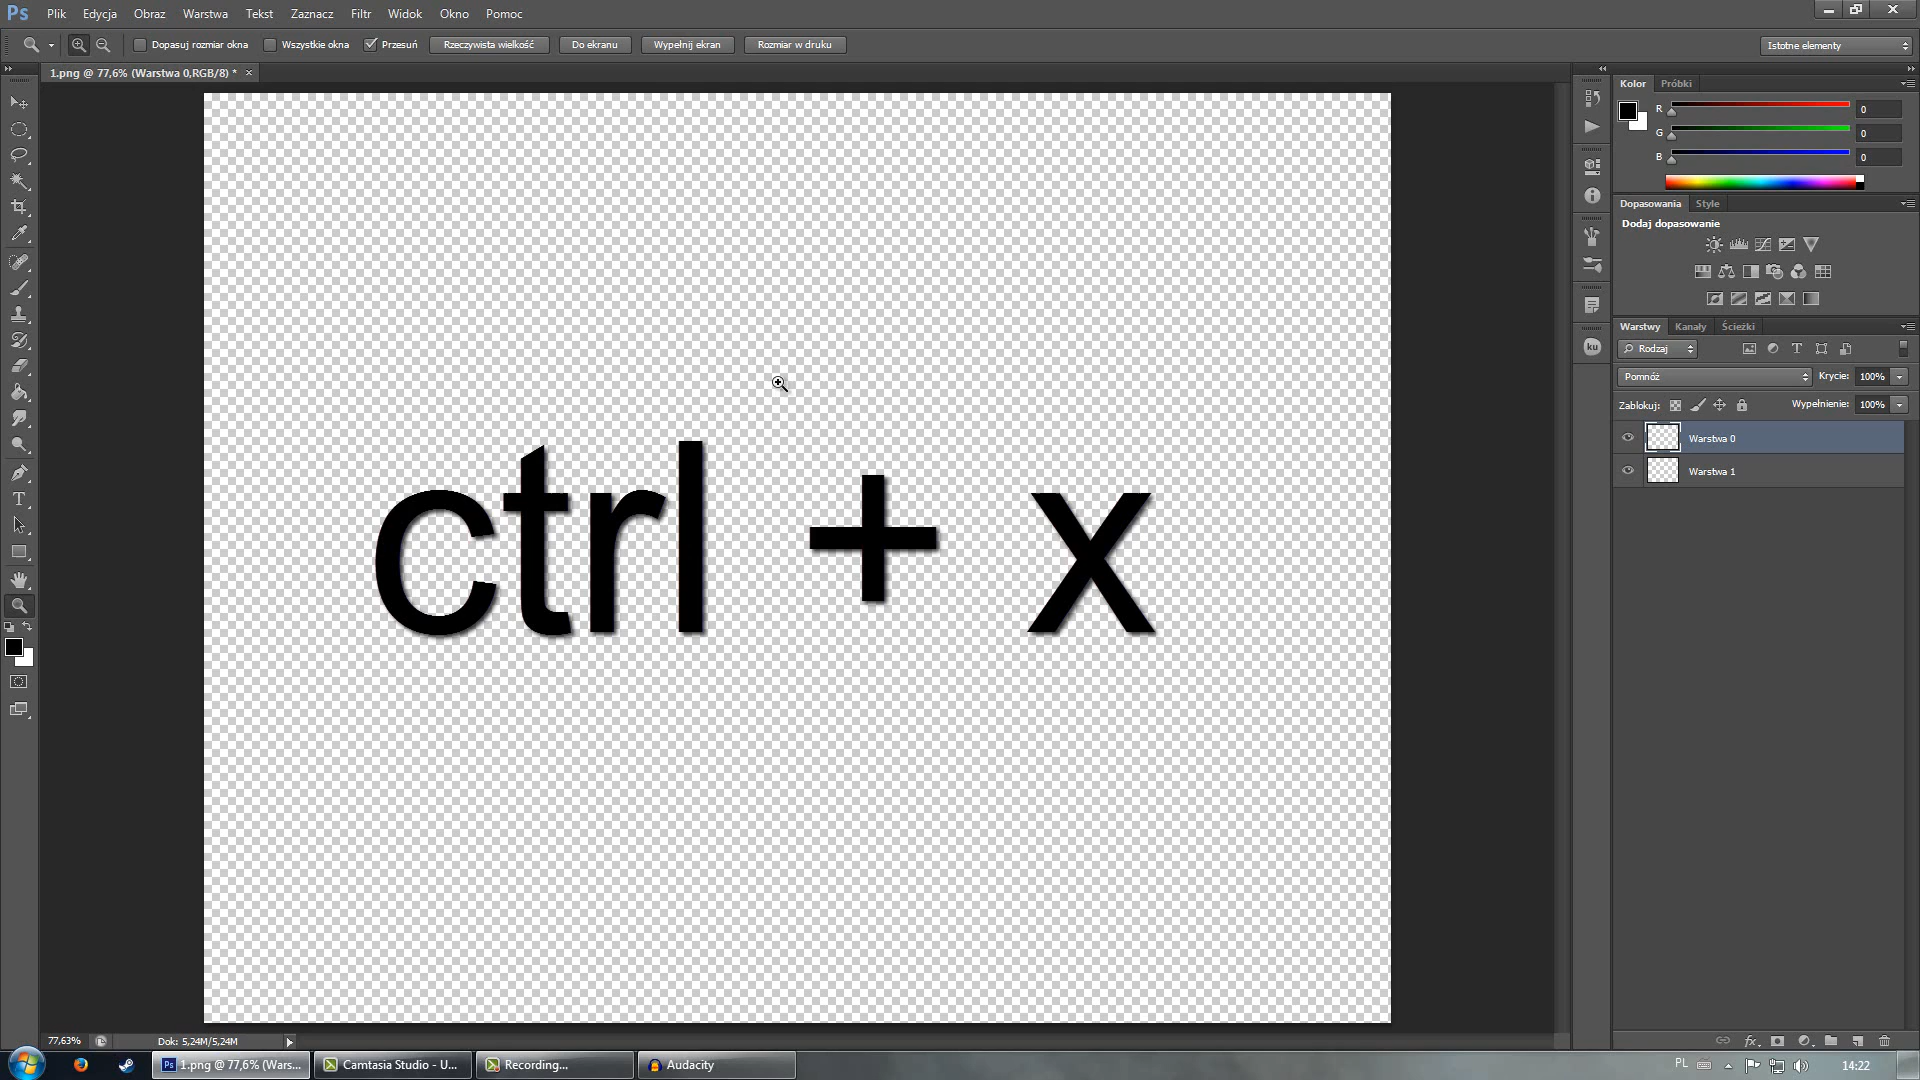 Ps Plik Edycja Obraz Warstwa Tekst Zaznacz Filtr Widok Okno Pomoc
Dopasuj rozmiar okna Wszystkie okna Przesuń Rzeczywista wielkość Do ekranu Wypełnij ekran Rozmiar w druku Istotne elementy
1.png @ 77,6% (Warstwa 0,RGB/8) * ×
Kolor Próbki
R 0
G 0
B 0
Dopasowania Style
Dodaj dopasowanie
Warstwy Kanały Ścieżki
Rodzaj
Pomnóż Krycie: 100%
Zablokuj: Wypełnienie: 100%
Warstwa 0
Warstwa 1
ku
ctrl + x
77,63% Dok: 5,24M/5,24M
fx
Ps 1.png @ 77,6% (Wars... Camtasia Studio - U... Recording... Audacity PL 14:22